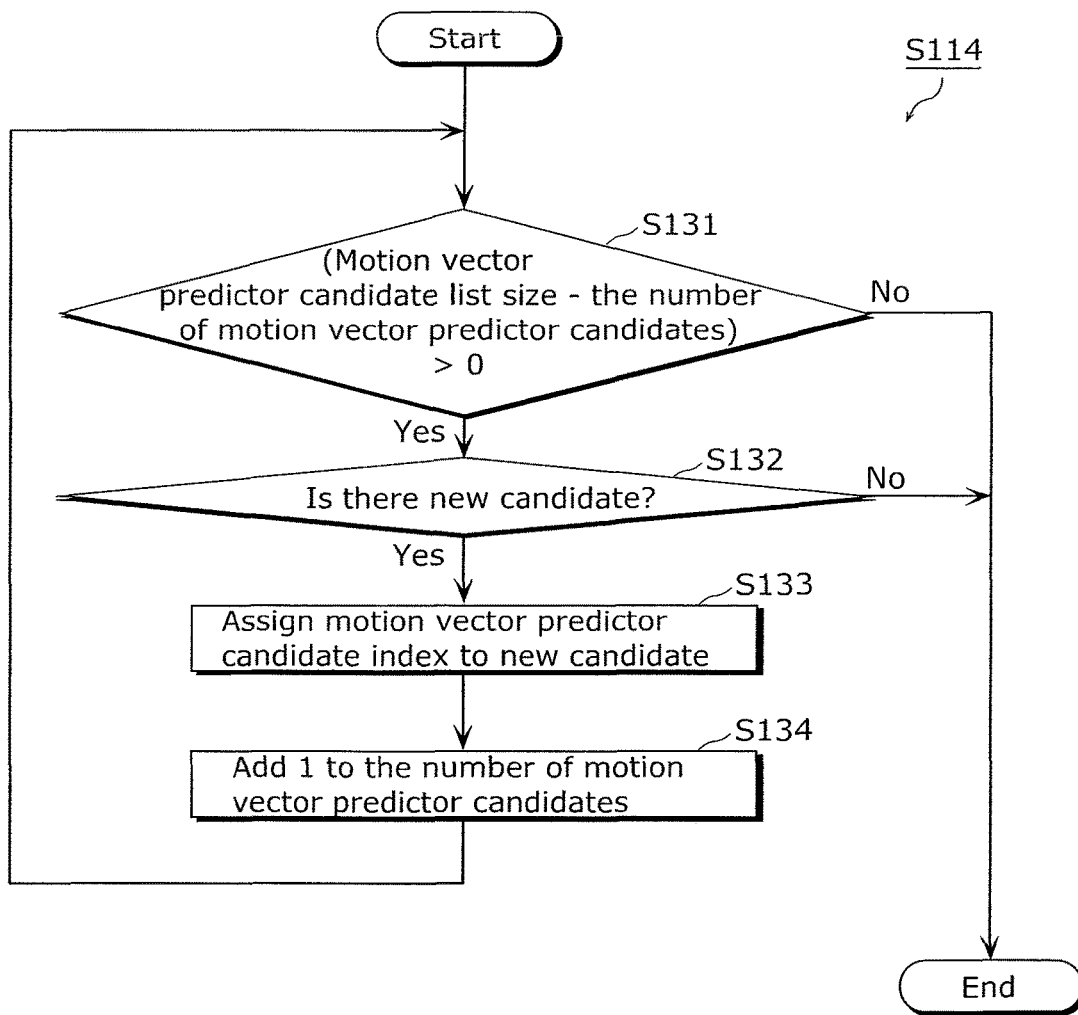 Start
S114
S131
(Motion vector
predictor candidate list size - the number
of motion vector predictor candidates)
> 0
No
Yes
S132
Is there new candidate?
No
Yes
S133
Assign motion vector predictor
candidate index to new candidate
S134
Add 1 to the number of motion
vector predictor candidates
End